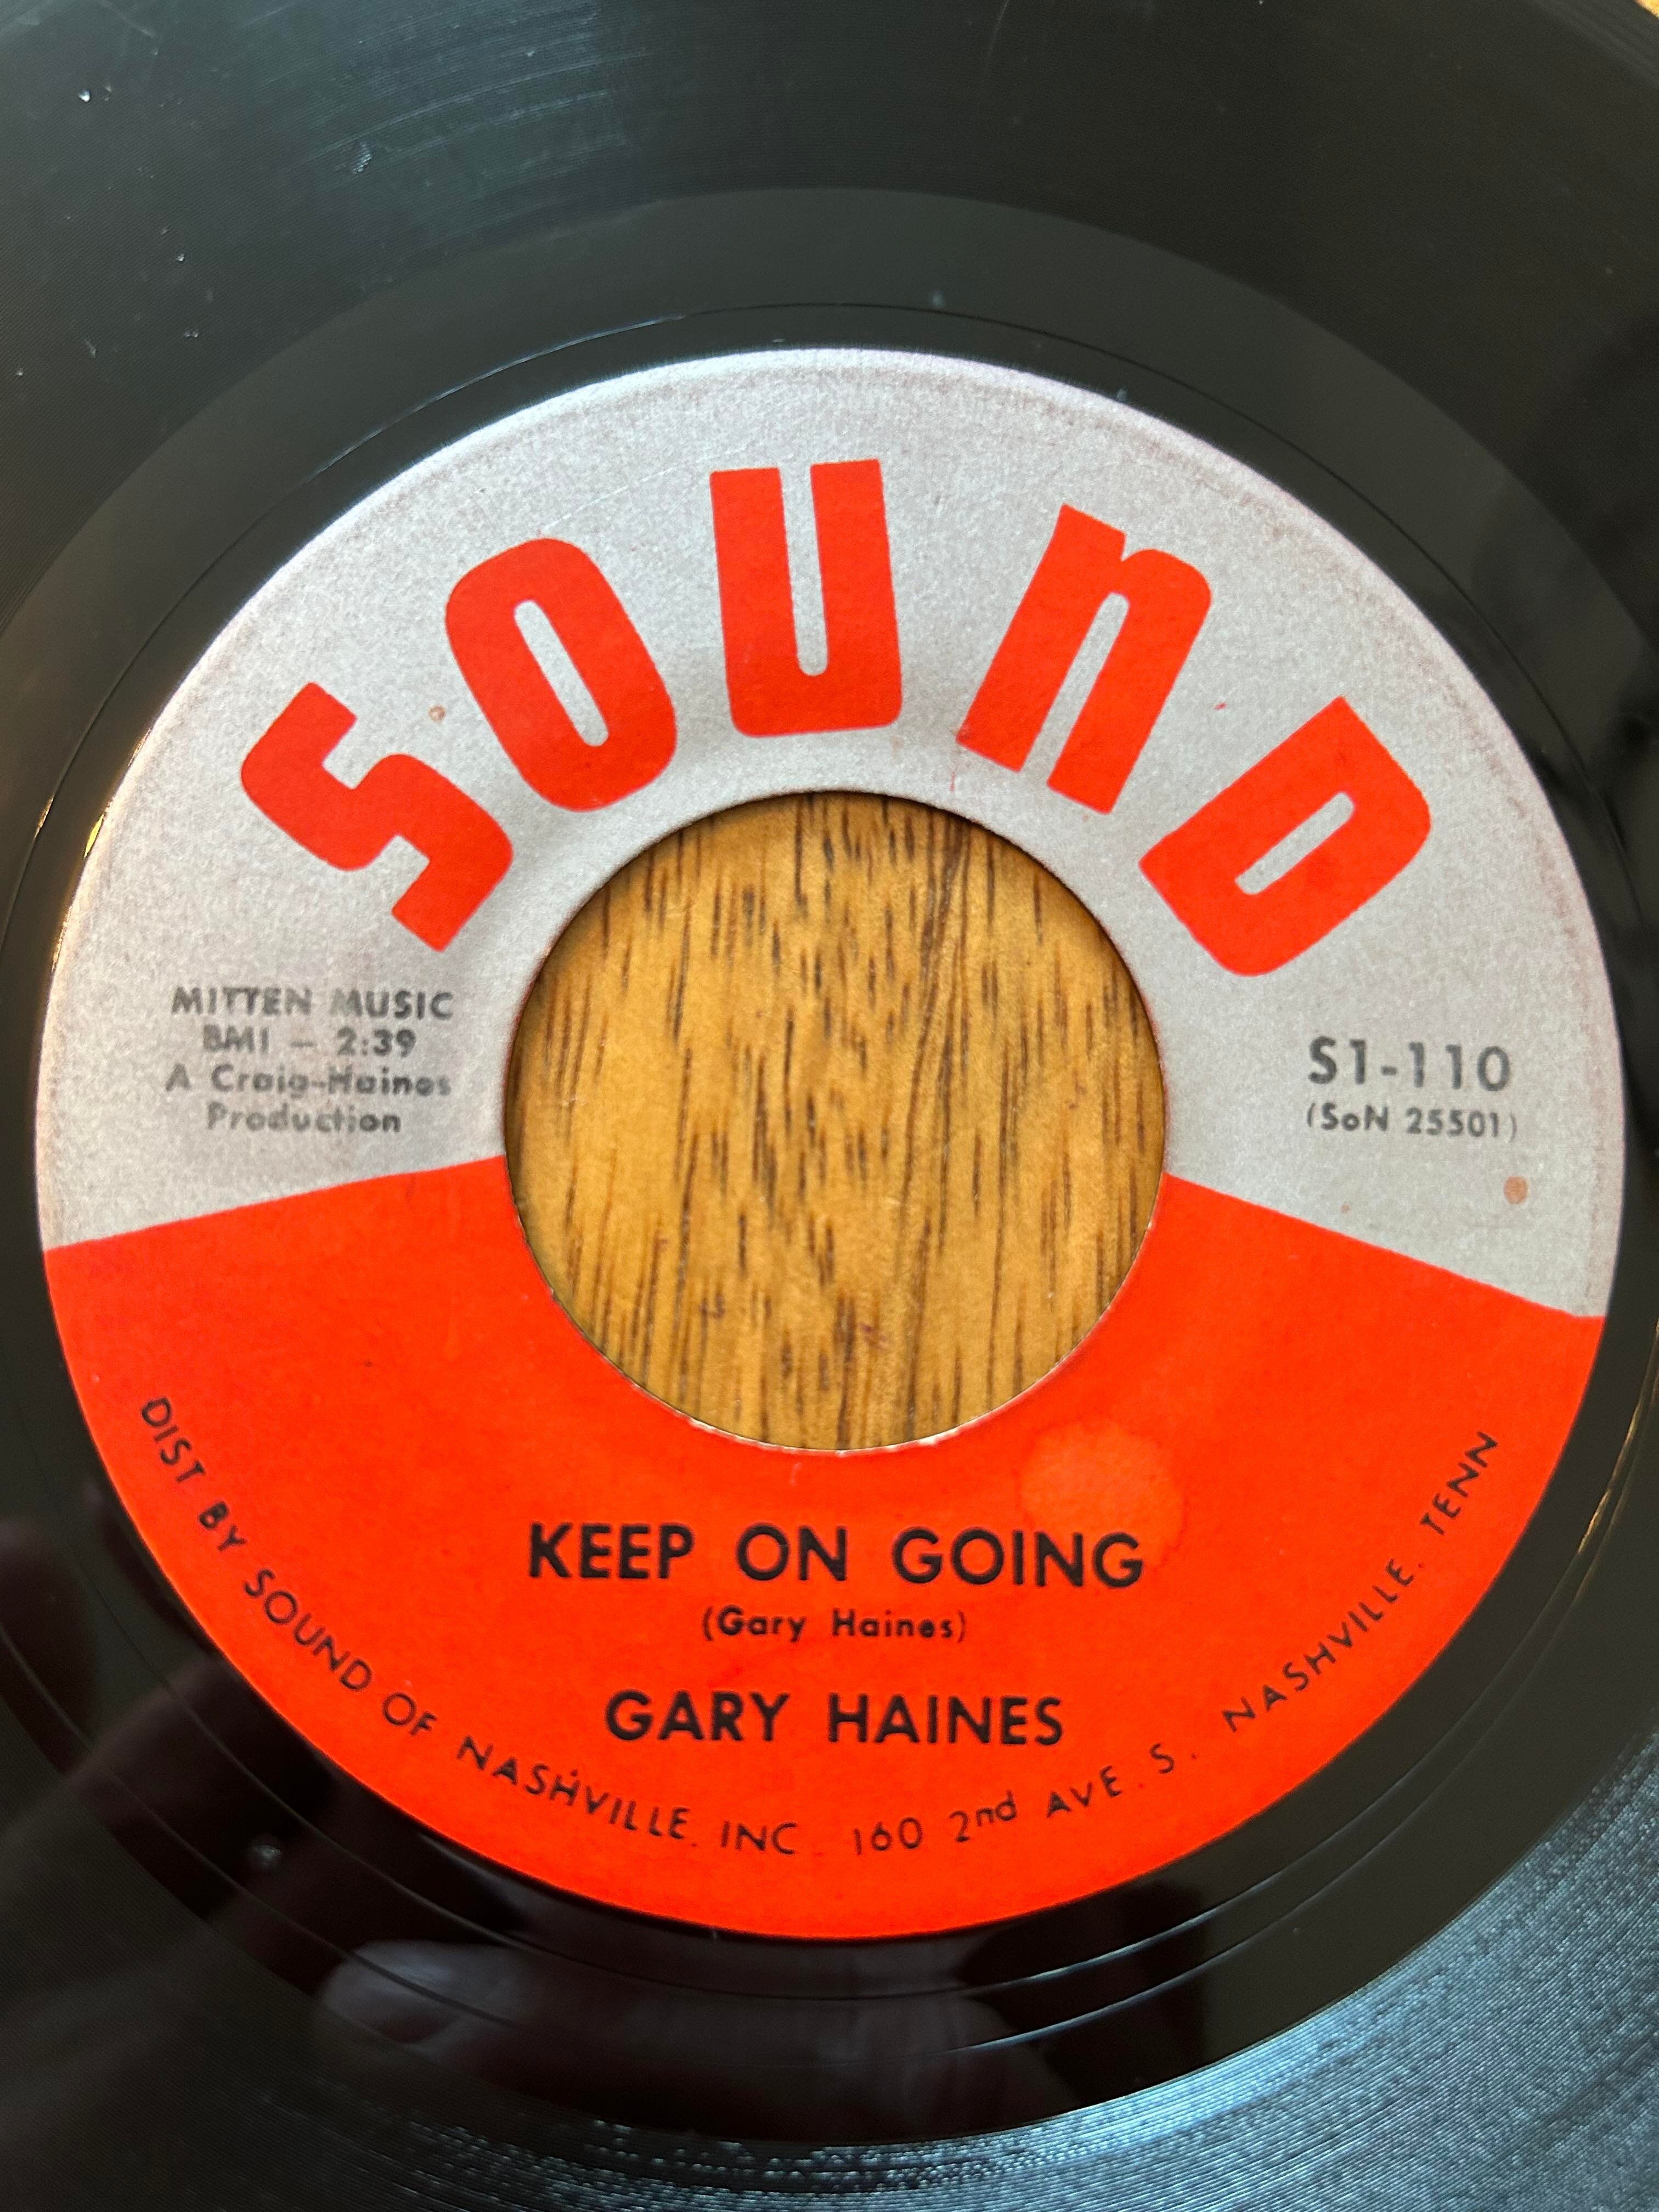 SOUND
MITTEN MUSIC
BMI - 2:39
A Craig-Haines
Production
S1-110
(SoN 25501)
KEEP ON GOING
(Gary Haines)
GARY HAINES
DIST BY SOUND OF NASHVILLE, INC. 160 2nd AVE. S. NASHVILLE, TENN